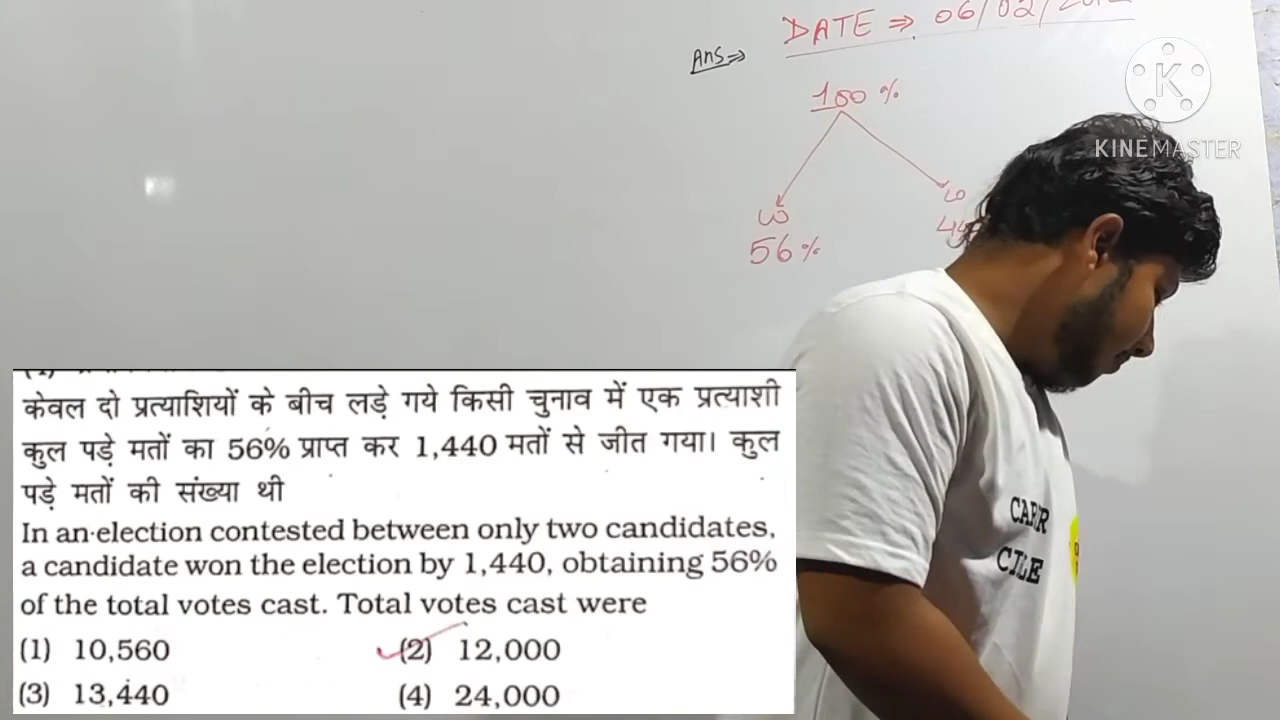 DATE ⇒ 06/02/
Ans ⇒
K
KINEMASTER
100 %
W
56 %
केवल दो प्रत्याशियों के बीच लड़े गये किसी चुनाव में एक प्रत्याशी
कुल पड़े मतों का 56% प्राप्त कर 1,440 मतों से जीत गया। कुल
पड़े मतों की संख्या थी
In an election contested between only two candidates,
a candidate won the election by 1,440, obtaining 56%
of the total votes cast. Total votes cast were
(1) 10,560 (2) 12,000
(3) 13,440 (4) 24,000